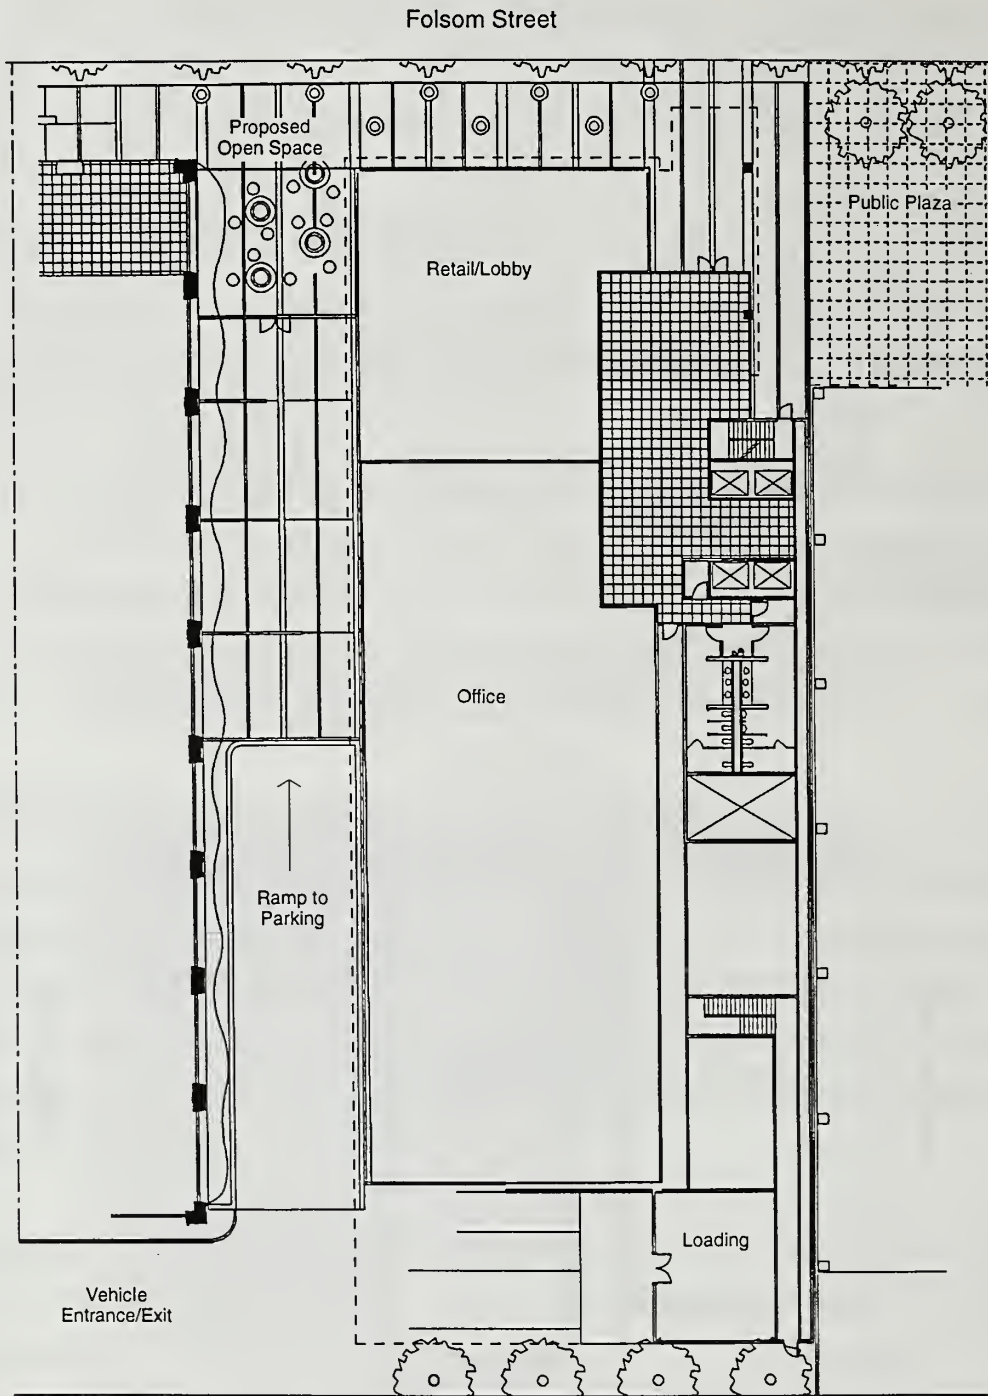 Folsom Street
Proposed
Open Space
Public Plaza
Retail/Lobby
Office
Ramp to
Parking
Loading
Vehicle
Entrance/Exit